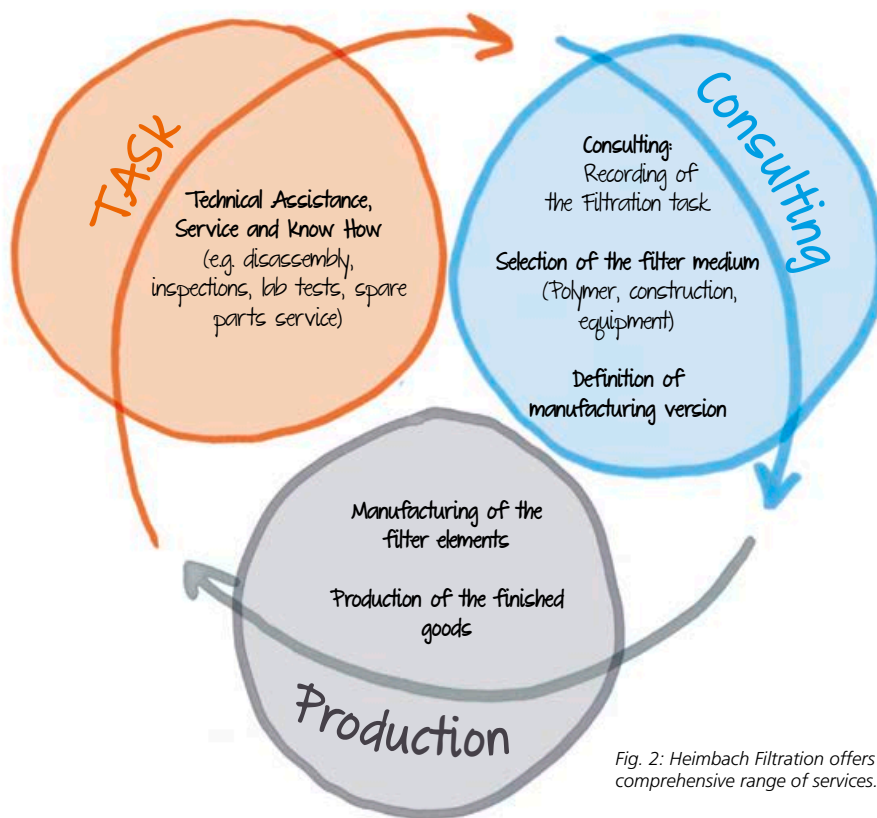 TASK
Technical Assistance,
Service and Know How
(e.g. disassembly,
inspections, lab tests, spare
parts service)
Consulting
Consulting:
Recording of
the Filtration task
Selection of the filter medium
(Polymer, construction,
equipment)
Definition of
manufacturing version
Manufacturing of the
filter elements
Production of the finished
goods
Production
Fig. 2: Heimbach Filtration offers
comprehensive range of services.